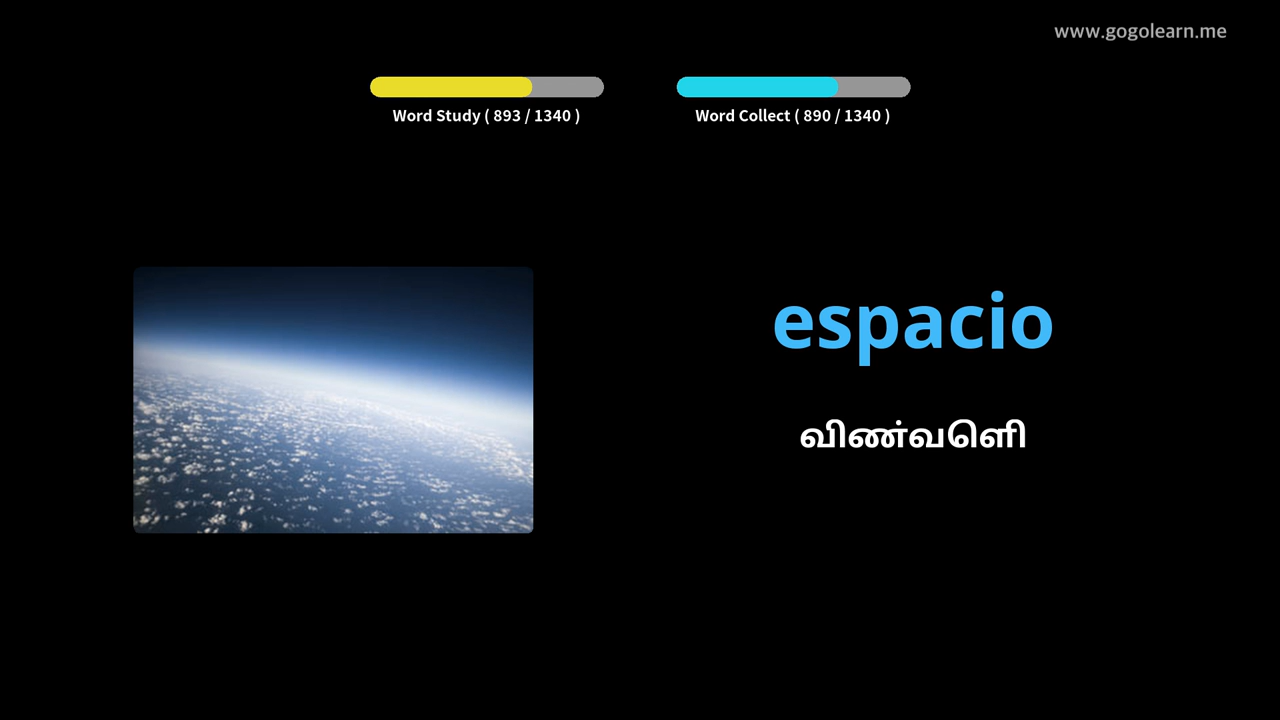 www.gogolearn.me
Word Study ( 893 / 1340 )
Word Collect ( 890 / 1340 )
espacio
விண்வெளி